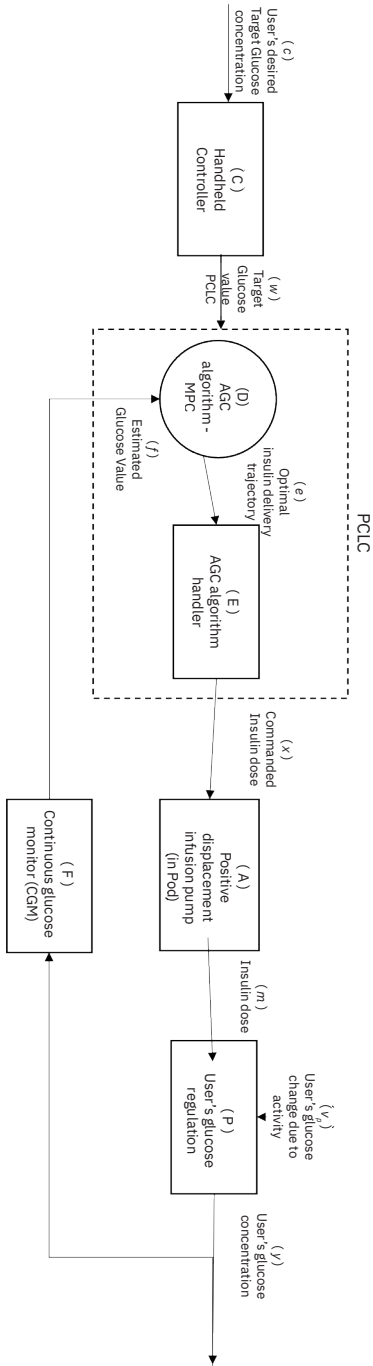 PCLC
( c )
User's desired
Target Glucose
concentration
( C )
Handheld
Controller
( w )
Target
Glucose
value
PCLC
(D)
AGC
algorithm -
MPC
( e )
Optimal
insulin delivery
trajectory
( E )
AGC algorithm
handler
( x )
Commanded
Insulin dose
( A )
Positive
displacement
infusion pump
(in Pod)
( m )
Insulin dose
( v p )
User's glucose
change due to
activity
( P )
User's glucose
regulation
( y )
User's glucose
concentration
( f )
Estimated
Glucose Value
( F )
Continuous glucose
monitor (CGM)